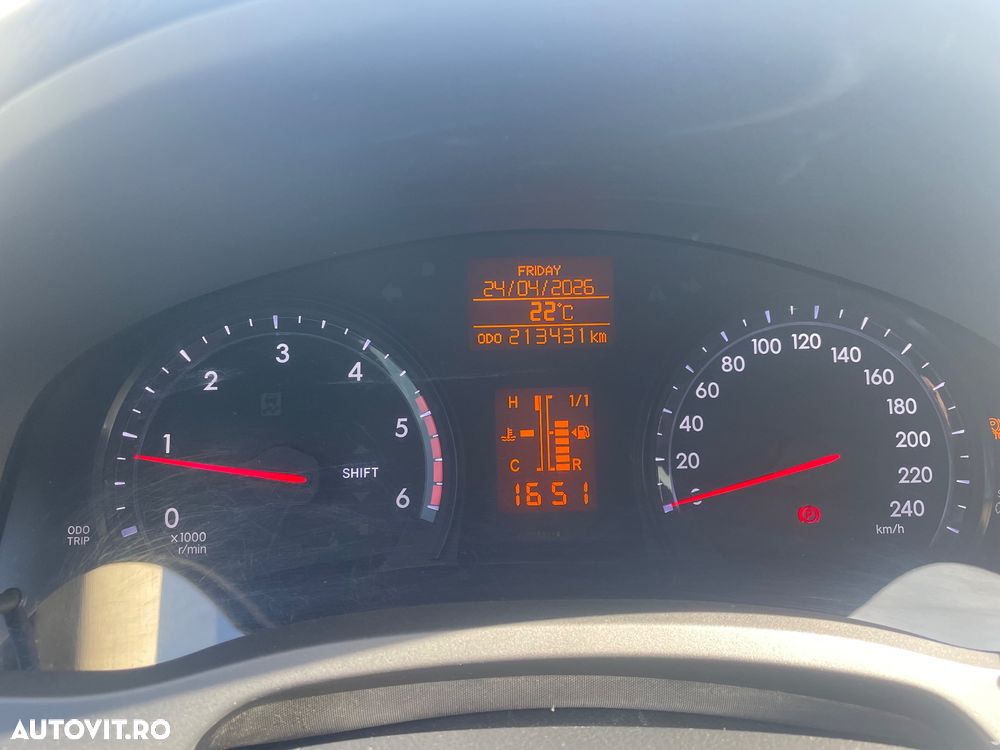 FRIDAY
24/04/2026
22°C
ODO 213431 km
H 1/1
C R
1651
0 1 2 3 4 5 6
x1000
r/min
SHIFT
ODO
TRIP
0 20 40 60 80 100 120 140 160 180 200 220 240
km/h
P
AUTOVIT.RO